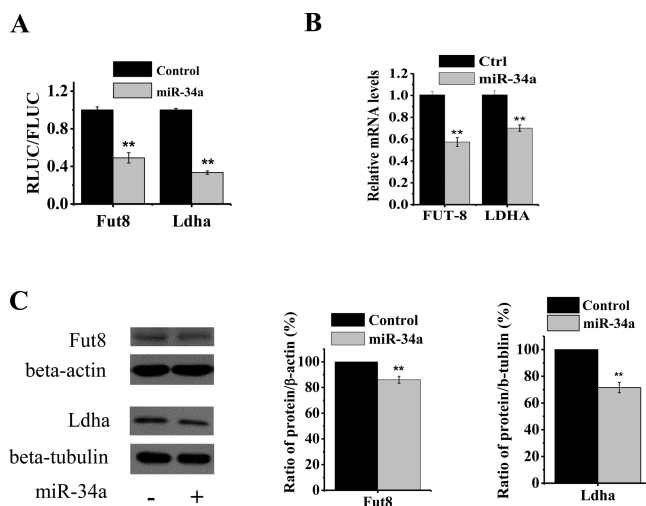 A
Control
miR-34a
RLUC/FLUC
1.2
0.8
0.4
0.0
**
**
Fut8 Ldha
B
Ctrl
miR-34a
Relative mRNA levels
1.2
1.0
0.8
0.6
0.4
0.2
0.0
**
**
FUT-8 LDHA
C
Fut8
beta-actin
Ldha
beta-tubulin
miR-34a - +
Control
miR-34a
Ratio of protein/β-actin (%)
100
80
60
40
20
0
**
Fut8
Control
miR-34a
Ratio of protein/b-tublin (%)
100
80
60
40
20
0
**
Ldha